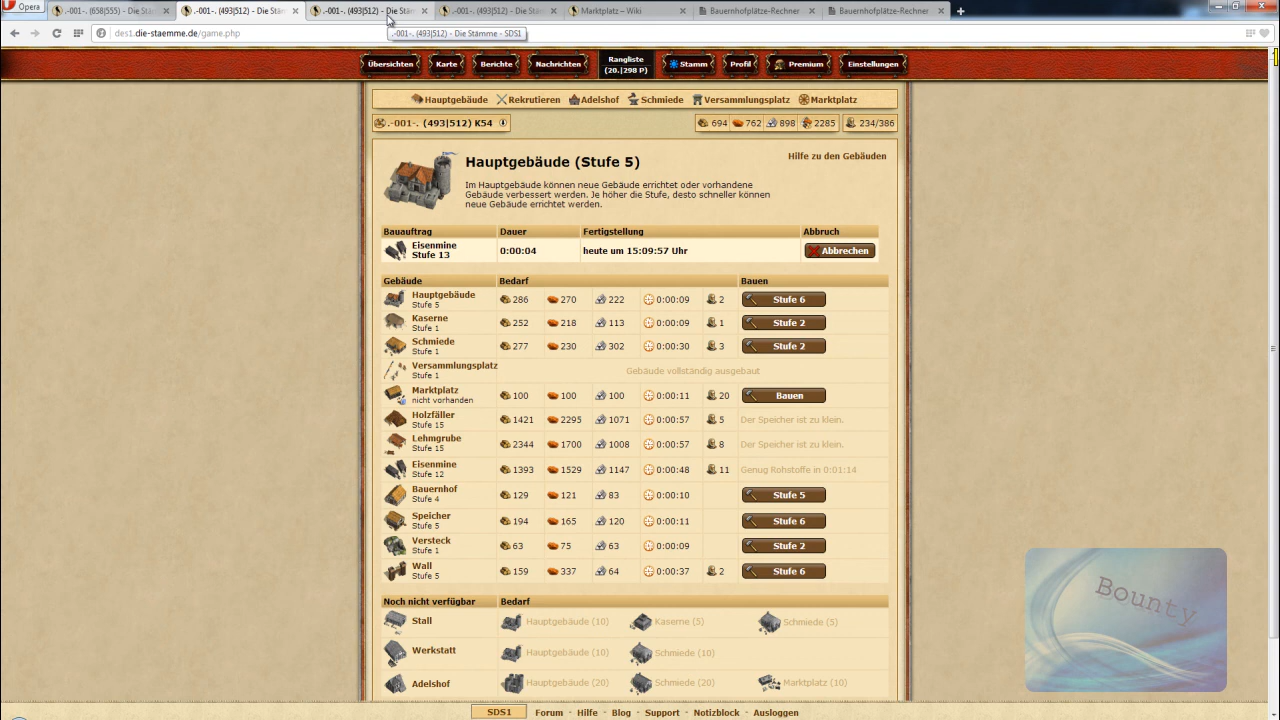 Opera
.-001-. (658|555) - Die Stä
.-001-. (493|512) - Die Stäm
.-001-. (493|512) - Die Stäm
.-001-. (493|512) - Die Stäm
Marktplatz – Wiki
Bauernhofplätze-Rechner
Bauernhofplätze-Rechner
des1.die-staemme.de/game.php
.-001-. (493|512) - Die Stämme - SDS1
Übersichten
Karte
Berichte
Nachrichten
Rangliste
(20.|298 P)
Stamm
Profil
Premium
Einstellungen
Hauptgebäude Rekrutieren Adelshof Schmiede Versammlungsplatz Marktplatz
.-001-. (493|512) K54
694 762 898 2285 234/386
Hauptgebäude (Stufe 5)
Hilfe zu den Gebäuden
Im Hauptgebäude können neue Gebäude errichtet oder vorhandene
Gebäude verbessert werden. Je höher die Stufe, desto schneller können
neue Gebäude errichtet werden.
Bauauftrag Dauer Fertigstellung Abbruch
Eisenmine
Stufe 13
0:00:04 heute um 15:09:57 Uhr Abbrechen
Gebäude Bedarf Bauen
Hauptgebäude
Stufe 5
286 270 222 0:00:09 2 Stufe 6
Kaserne
Stufe 1
252 218 113 0:00:09 1 Stufe 2
Schmiede
Stufe 1
277 230 302 0:00:30 3 Stufe 2
Versammlungsplatz
Stufe 1
Gebäude vollständig ausgebaut
Marktplatz
nicht vorhanden
100 100 100 0:00:11 20 Bauen
Holzfäller
Stufe 15
1421 2295 1071 0:00:57 5 Der Speicher ist zu klein.
Lehmgrube
Stufe 15
2344 1700 1008 0:00:57 8 Der Speicher ist zu klein.
Eisenmine
Stufe 12
1393 1529 1147 0:00:48 11 Genug Rohstoffe in 0:01:14
Bauernhof
Stufe 4
129 121 83 0:00:10 Stufe 5
Speicher
Stufe 5
194 165 120 0:00:11 Stufe 6
Versteck
Stufe 1
63 75 63 0:00:09 Stufe 2
Wall
Stufe 5
159 337 64 0:00:37 2 Stufe 6
Noch nicht verfügbar Bedarf
Stall Hauptgebäude (10) Kaserne (5) Schmiede (5)
Werkstatt Hauptgebäude (10) Schmiede (10)
Adelshof Hauptgebäude (20) Schmiede (20) Marktplatz (10)
SDS1 Forum - Hilfe - Blog - Support - Notizblock - Ausloggen
Bounty